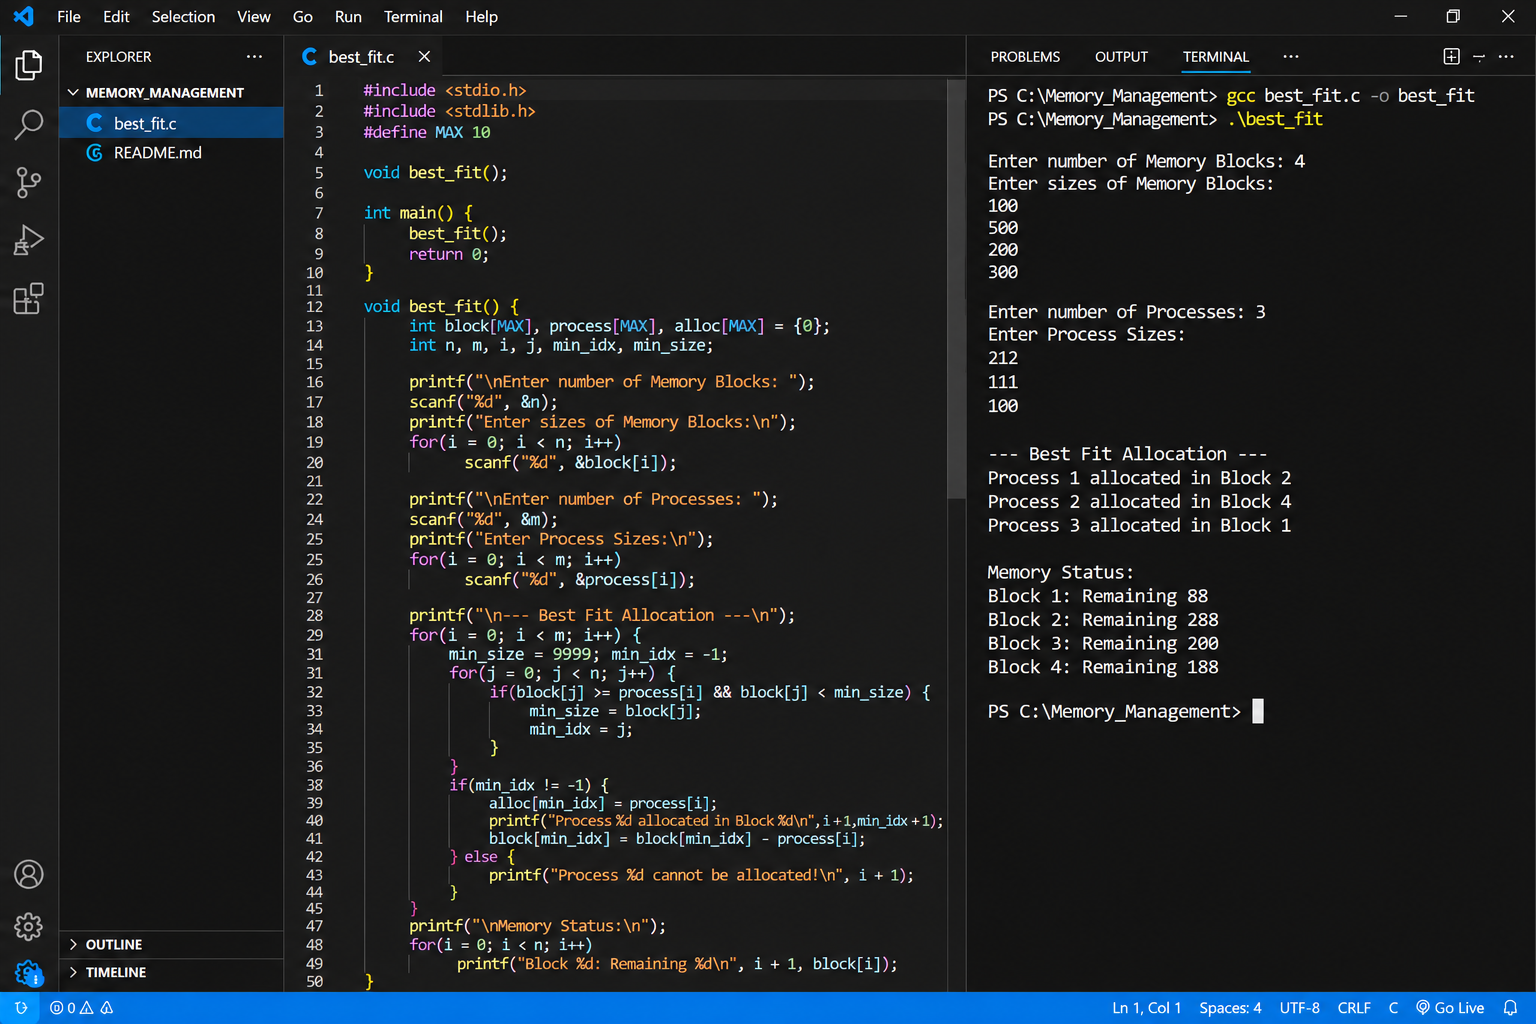 File Edit Selection View Go Run Terminal Help
EXPLORER
MEMORY_MANAGEMENT
best_fit.c
README.md
OUTLINE
TIMELINE
best_fit.c
1 #include <stdio.h>
2 #include <stdlib.h>
3 #define MAX 10
4
5 void best_fit();
6
7 int main() {
8 best_fit();
9 return 0;
10 }
11
12 void best_fit() {
13 int block[MAX], process[MAX], alloc[MAX] = {0};
14 int n, m, i, j, min_idx, min_size;
15
16 printf("\nEnter number of Memory Blocks: ");
17 scanf("%d", &n);
18 printf("Enter sizes of Memory Blocks:\n");
19 for(i = 0; i < n; i++)
20 scanf("%d", &block[i]);
21
22 printf("\nEnter number of Processes: ");
24 scanf("%d", &m);
25 printf("Enter Process Sizes:\n");
25 for(i = 0; i < m; i++)
26 scanf("%d", &process[i]);
27
28 printf("\n--- Best Fit Allocation ---\n");
29 for(i = 0; i < m; i++) {
31 min_size = 9999; min_idx = -1;
31 for(j = 0; j < n; j++) {
32 if(block[j] >= process[i] && block[j] < min_size) {
33 min_size = block[j];
34 min_idx = j;
35 }
36 }
38 if(min_idx != -1) {
39 alloc[min_idx] = process[i];
40 printf("Process %d allocated in Block %d\n",i+1,min_idx+1);
41 block[min_idx] = block[min_idx] - process[i];
42 } else {
43 printf("Process %d cannot be allocated!\n", i + 1);
44 }
45 }
47 printf("\nMemory Status:\n");
48 for(i = 0; i < n; i++)
49 printf("Block %d: Remaining %d\n", i + 1, block[i]);
50 }
PROBLEMS OUTPUT TERMINAL
PS C:\Memory_Management> gcc best_fit.c -o best_fit
PS C:\Memory_Management> .\best_fit
Enter number of Memory Blocks: 4
Enter sizes of Memory Blocks:
100
500
200
300
Enter number of Processes: 3
Enter Process Sizes:
212
111
100
--- Best Fit Allocation ---
Process 1 allocated in Block 2
Process 2 allocated in Block 4
Process 3 allocated in Block 1
Memory Status:
Block 1: Remaining 88
Block 2: Remaining 288
Block 3: Remaining 200
Block 4: Remaining 188
PS C:\Memory_Management>
0
Ln 1, Col 1 Spaces: 4 UTF-8 CRLF C Go Live